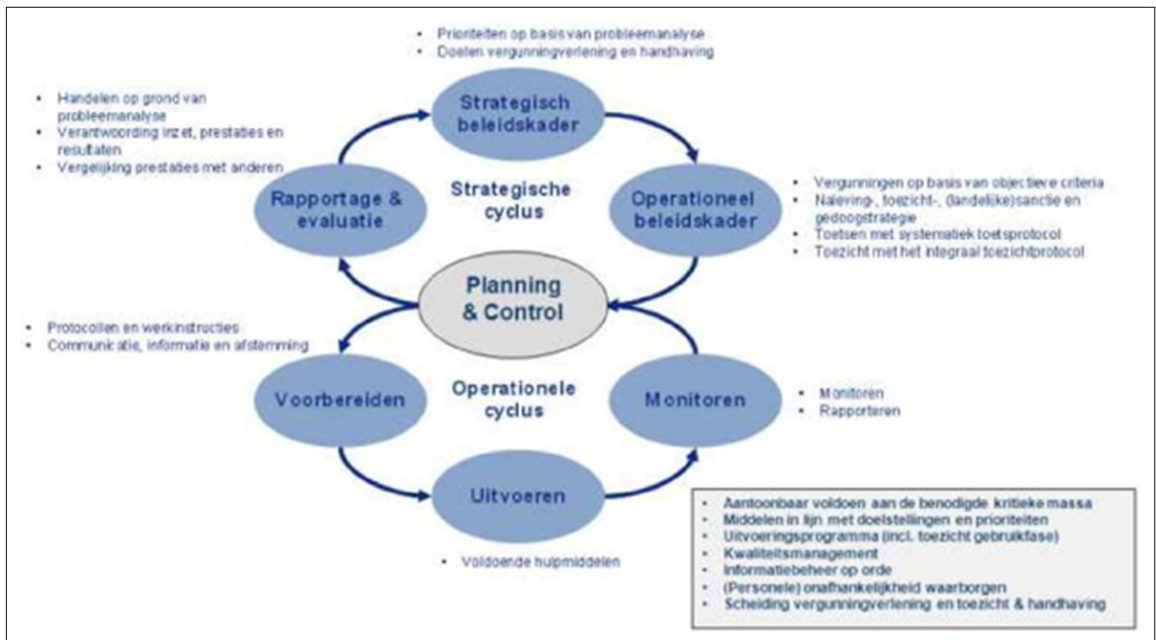 • Prioriteiten op basis van probleemanalyse
• Doelen vergunningverlening en handhaving
• Handelen op grond van
probleemanalyse
• Verantwoording inzet, prestaties en
resultaten
• Vergelijking prestaties met anderen
Strategisch
beleidskader
Rapportage &
evaluatie
Strategische
cyclus
Operationeel
beleidskader
• Vergunningen op basis van objectieve criteria
• Naleving-, toezicht-, (landelijke)sanctie en
gedoogstrategie
• Toetsen met systematiek toetsprotocol
• Toezicht met het integraal toezichtprotocol
Planning
& Control
• Protocollen en werkinstructies
• Communicatie, informatie en afstemming
Voorbereiden
Operationele
cyclus
Monitoren
• Monitoren
• Rapporteren
Uitvoeren
• Voldoende hulpmiddelen
• Aantoonbaar voldoen aan de benodigde kritieke massa
• Middelen in lijn met doelstellingen en prioriteiten
• Uitvoeringsprogramma (incl. toezicht gebruikfase)
• Kwaliteitsmanagement
• Informatiebeheer op orde
• (Personele) onafhankelijkheid waarborgen
• Scheiding vergunningverlening en toezicht & handhaving